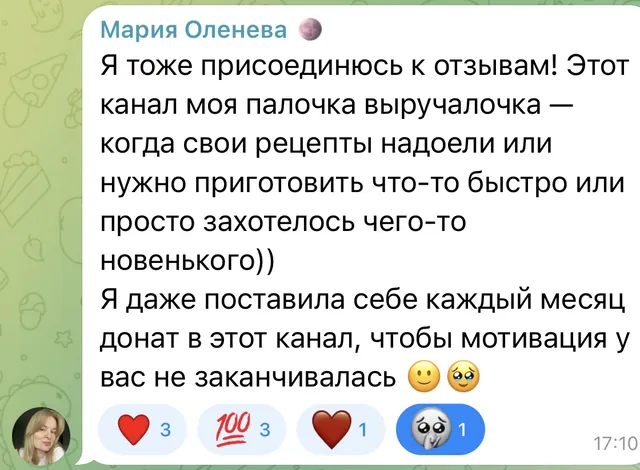 Мария Оленева
Я тоже присоединюсь к отзывам! Этот
канал моя палочка выручалочка —
когда свои рецепты надоели или
нужно приготовить что-то быстро или
просто захотелось чего-то
новенького))
Я даже поставила себе каждый месяц
донат в этот канал, чтобы мотивация у
вас не заканчивалась 🙂🥹
❤️ 3 💯 3 🤎 1 1
17:10